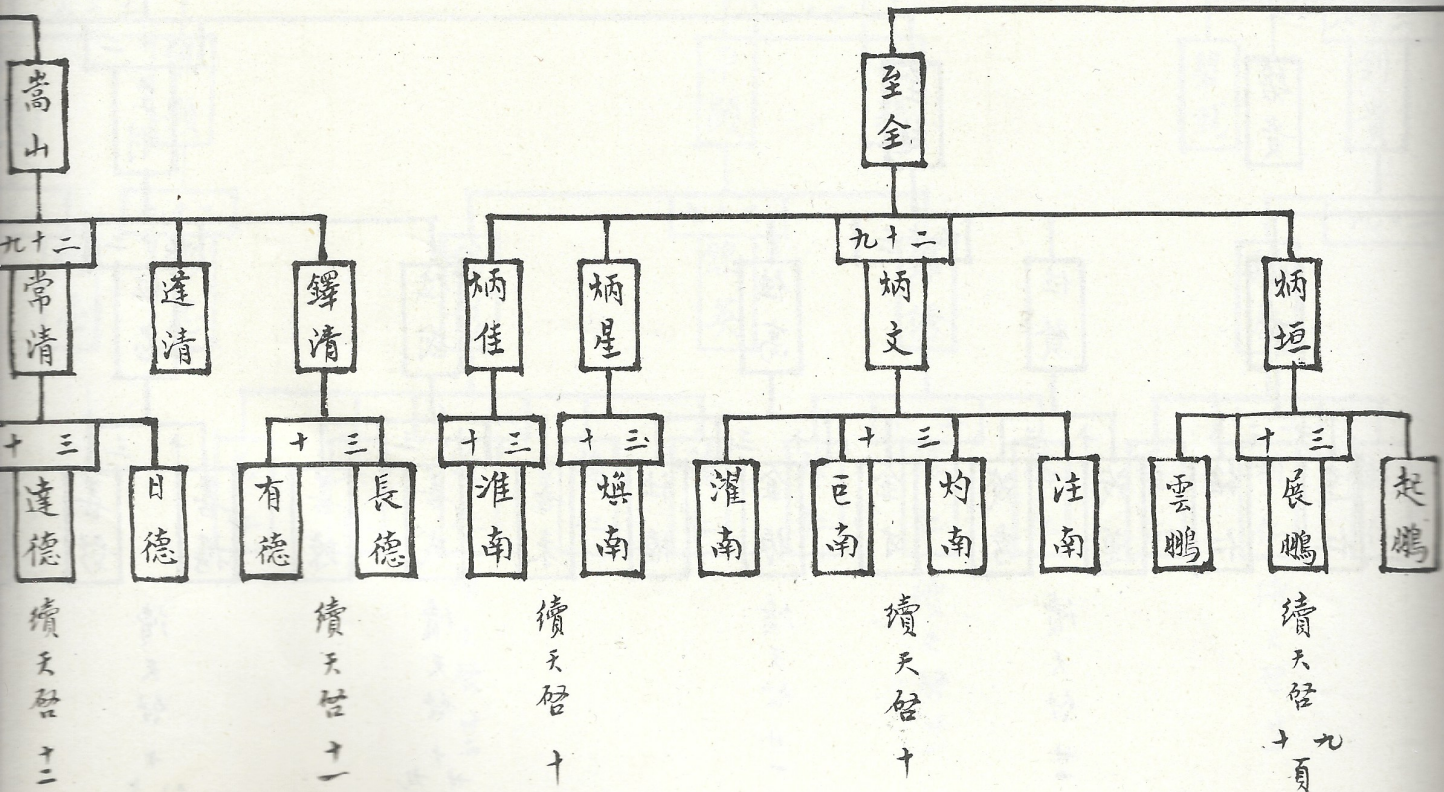 至全
嵩山
二十九
二十九
炳垣
炳文
炳星
炳佳
鐸清
逢清
常清
三十
三十
三十
三十
三十
三十
起鵬
展鵬
雲鵬
注南
灼南
巨南
濯南
南
淮南
長德
有德
日德
達德
續天啓九十頁
續天啓十
續天啓十
續天啓十一
續天啓十二